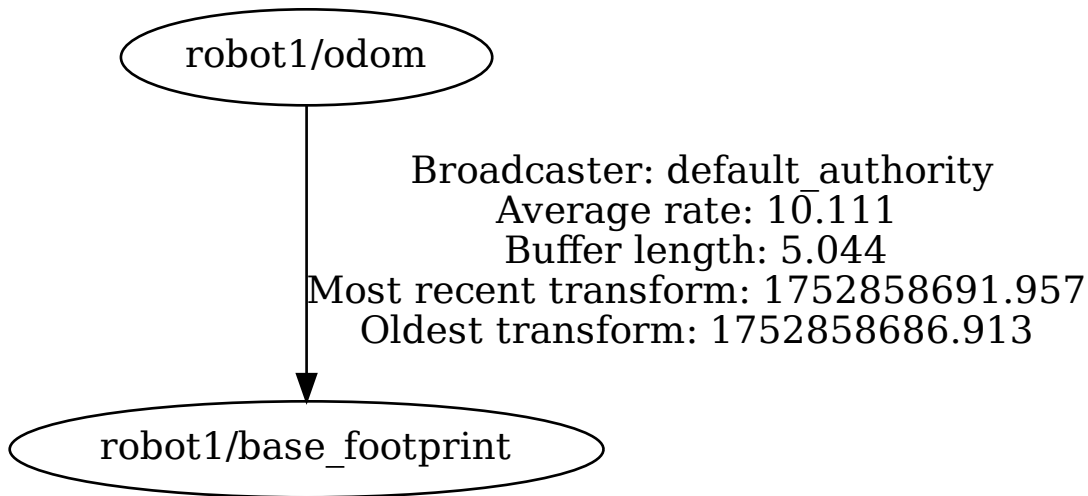 robot1/odom
Broadcaster: default_authority
Average rate: 10.111
Buffer length: 5.044
Most recent transform: 1752858691.957
Oldest transform: 1752858686.913
robot1/base_footprint